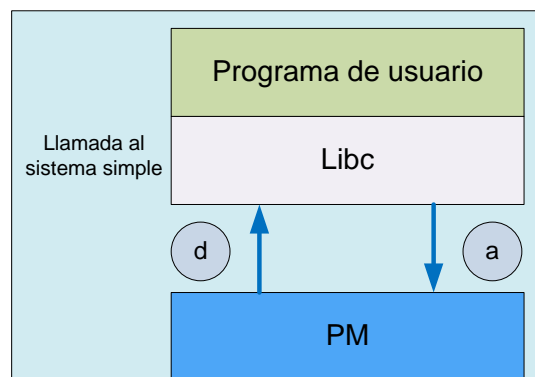 Programa de usuario
Llamada al
sistema simple
Libc
d
a
PM